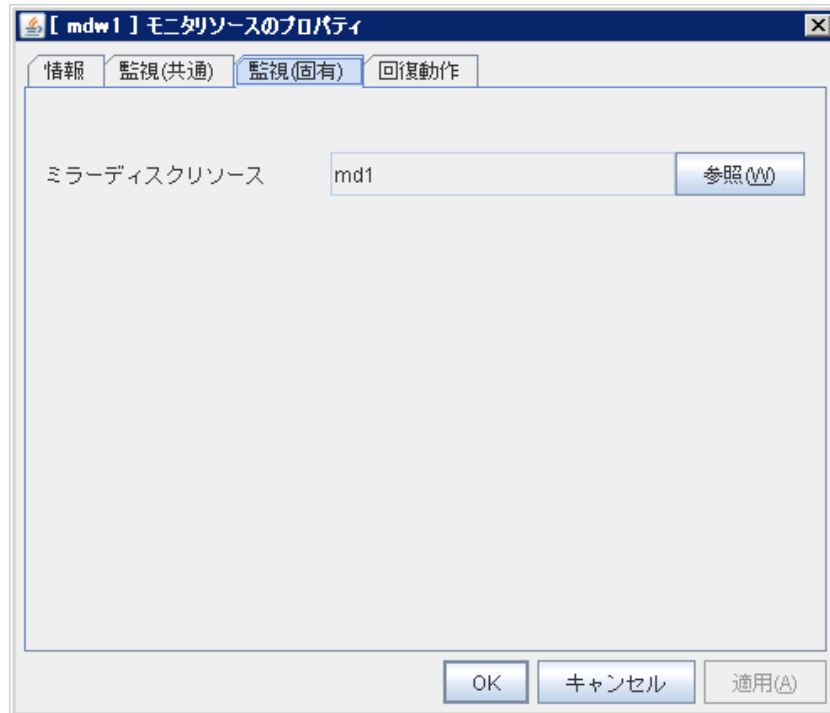 [ mdw1 ] モニタリソースのプロパティ
情報 監視(共通) 監視(固有) 回復動作
ミラーディスクリソース md1 参照(W)
OK キャンセル 適用(A)